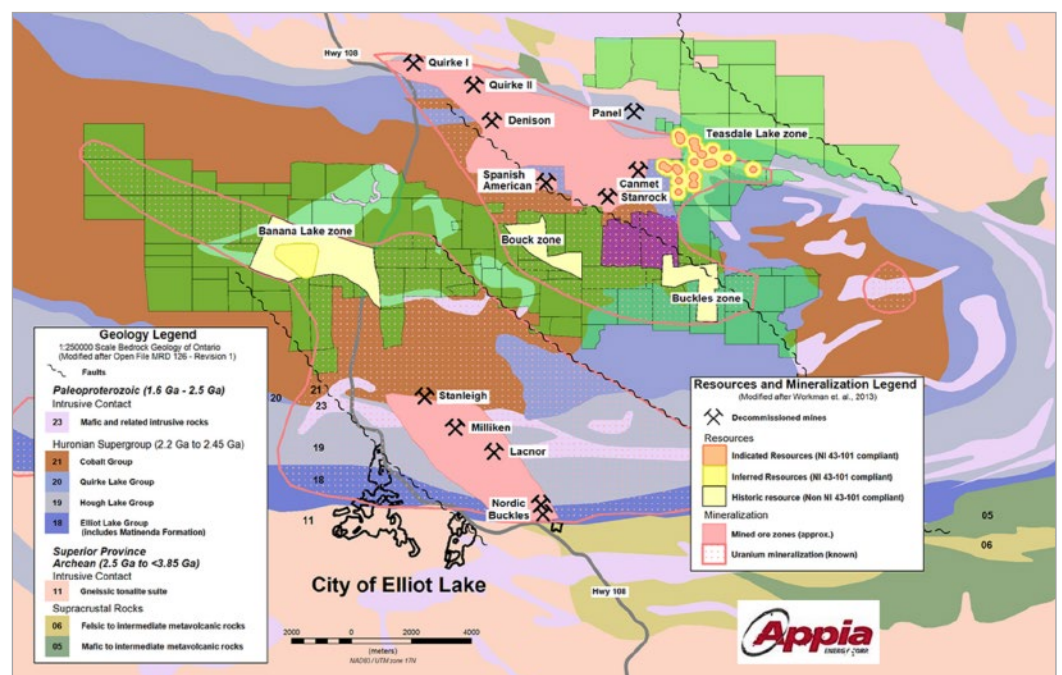 Hwy 108
Quirke I
Quirke II
Panel
Denison
Teasdale Lake zone
Spanish
American
Canmet
Stanrock
Banana Lake zone
Bouck zone
Buckles zone
Geology Legend
1:250000 Scale Bedrock Geology of Ontario
(Modified after Open File MRD 126 - Revision 1)
Faults
Paleoproterozoic (1.6 Ga - 2.5 Ga)
Intrusive Contact
23 Mafic and related intrusive rocks
Huronian Supergroup (2.2 Ga to 2.45 Ga)
21 Cobalt Group
20 Quirke Lake Group
19 Hough Lake Group
18 Elliot Lake Group
(includes Matinenda Formation)
Superior Province
Archean (2.5 Ga to <3.85 Ga)
Intrusive Contact
11 Gneissic tonalite suite
Supracrustal Rocks
06 Felsic to intermediate metavolcanic rocks
05 Mafic to intermediate metavolcanic rocks
20
21
23
19
18
11
Stanleigh
Milliken
Lacnor
Nordic
Buckles
City of Elliot Lake
Hwy 108
2000 0 2000 4000
(meters)
NAD83 / UTM zone 17N
Resources and Mineralization Legend
(Modified after Workman et. al., 2013)
Decommissioned mines
Resources
Indicated Resources (NI 43-101 compliant)
Inferred Resources (NI 43-101 compliant)
Historic resource (Non NI 43-101 compliant)
Mineralization
Mined ore zones (approx.)
Uranium mineralization (known)
05
06
Appia
ENERGY CORP.